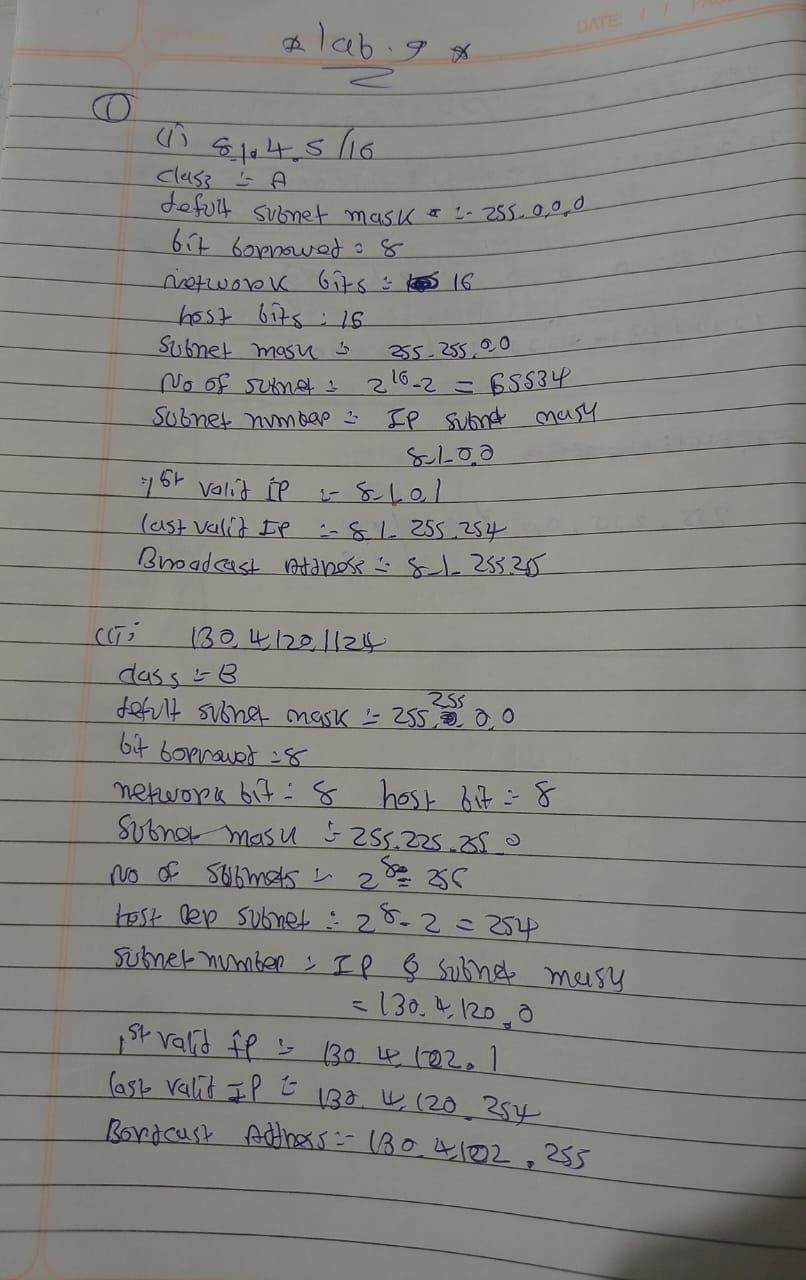 * lab. 9 *
DATE: / /
①
(i) 8.1.4.5 /16
class :- A
defult subnet mask :- 255.0.0.0
bit borrowed : 8
network bits : 16
host bits : 16
Subnet mask : 255.255.0.0
No of subnet : 2^16-2 = 65534
Subnet number :- IP subnet mask
8.1.0.0
1st valid IP :- 8.1.0.1
last valid IP :- 8.1.255.254
Broadcast Address :- 8.1.255.255
(ii) 130.4.120.1/24
class :- B
defult subnet mask :- 255.255.0.0
bit borrowed :- 8
network bit :- 8 host bit :- 8
Subnet mask :- 255.225.255.0
No of subnets :- 2^8 = 256
host per subnet :- 2^8-2 = 254
subnet number :- IP & subnet mask
= 130.4.120.0
1st valid IP :- 130.4.102.1
last valid IP :- 130.4.120.254
Bordcast Address :- 130.4.102.255